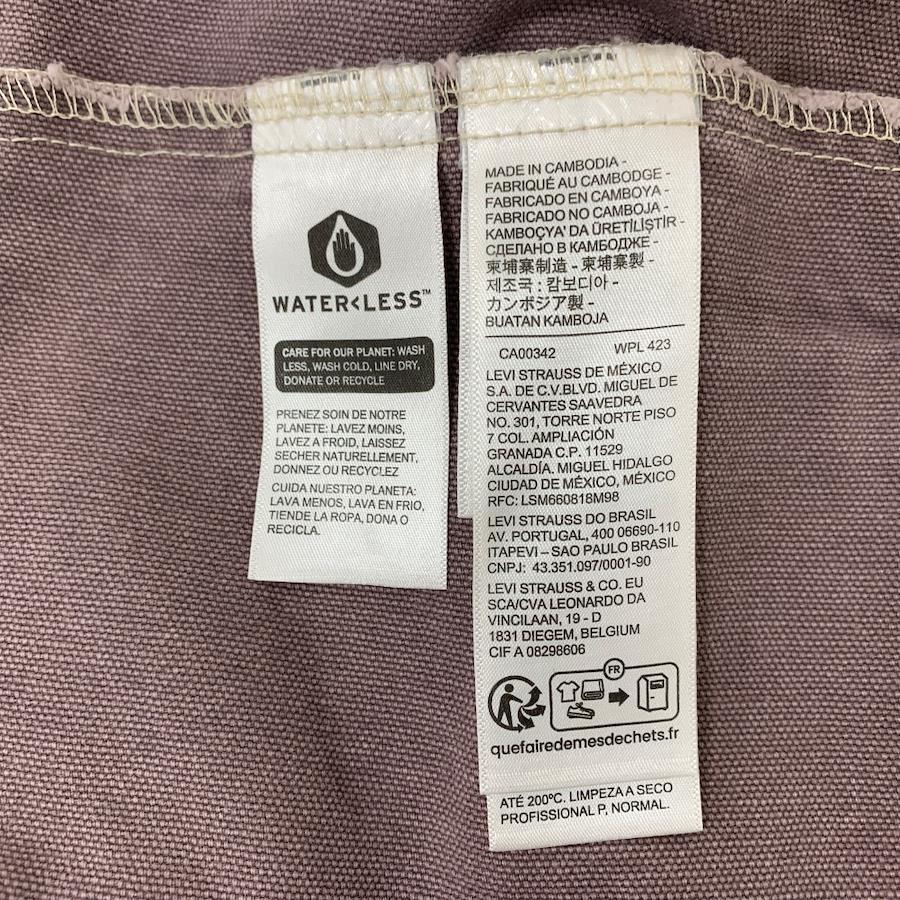 WATER<LESS™
CARE FOR OUR PLANET: WASH
LESS, WASH COLD, LINE DRY,
DONATE OR RECYCLE
PRENEZ SOIN DE NOTRE
PLANETE: LAVEZ MOINS,
LAVEZ A FROID, LAISSEZ
SECHER NATURELLEMENT,
DONNEZ OU RECYCLEZ
CUIDA NUESTRO PLANETA:
LAVA MENOS, LAVA EN FRIO,
TIENDE LA ROPA, DONA O
RECICLA.
MADE IN CAMBODIA -
FABRIQUÉ AU CAMBODGE -
FABRICADO EN CAMBOYA -
FABRICADO NO CAMBOJA -
KAMBOÇYA' DA ÜRETİLİŞTİR -
СДЕЛАНО В КАМБОДЖЕ -
柬埔寨制造 - 柬埔寨製 -
제조국 : 캄보디아 -
カンボジア製 -
BUATAN KAMBOJA
CA00342 WPL 423
LEVI STRAUSS DE MÉXICO
S.A. DE C.V.BLVD. MIGUEL DE
CERVANTES SAAVEDRA
NO. 301, TORRE NORTE PISO
7 COL. AMPLIACIÓN
GRANADA C.P. 11529
ALCALDÍA. MIGUEL HIDALGO
CIUDAD DE MÉXICO, MÉXICO
RFC: LSM660818M98
LEVI STRAUSS DO BRASIL
AV. PORTUGAL, 400 06690-110
ITAPEVI – SAO PAULO BRASIL
CNPJ: 43.351.097/0001-90
LEVI STRAUSS & CO. EU
SCA/CVA LEONARDO DA
VINCILAAN, 19 - D
1831 DIEGEM, BELGIUM
CIF A 08298606
FR
quefairedemesdechets.fr
ATÉ 200ºC. LIMPEZA A SECO
PROFISSIONAL P, NORMAL.